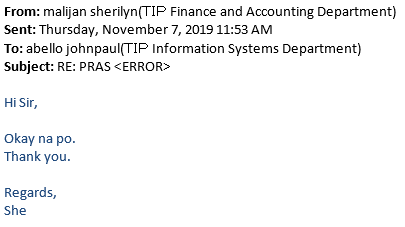 From: malijan sherilyn(TIP Finance and Accounting Department)
Sent: Thursday, November 7, 2019 11:53 AM
To: abello johnpaul(TIP Information Systems Department)
Subject: RE: PRAS <ERROR>
Hi Sir,
Okay na po.
Thank you.
Regards,
She